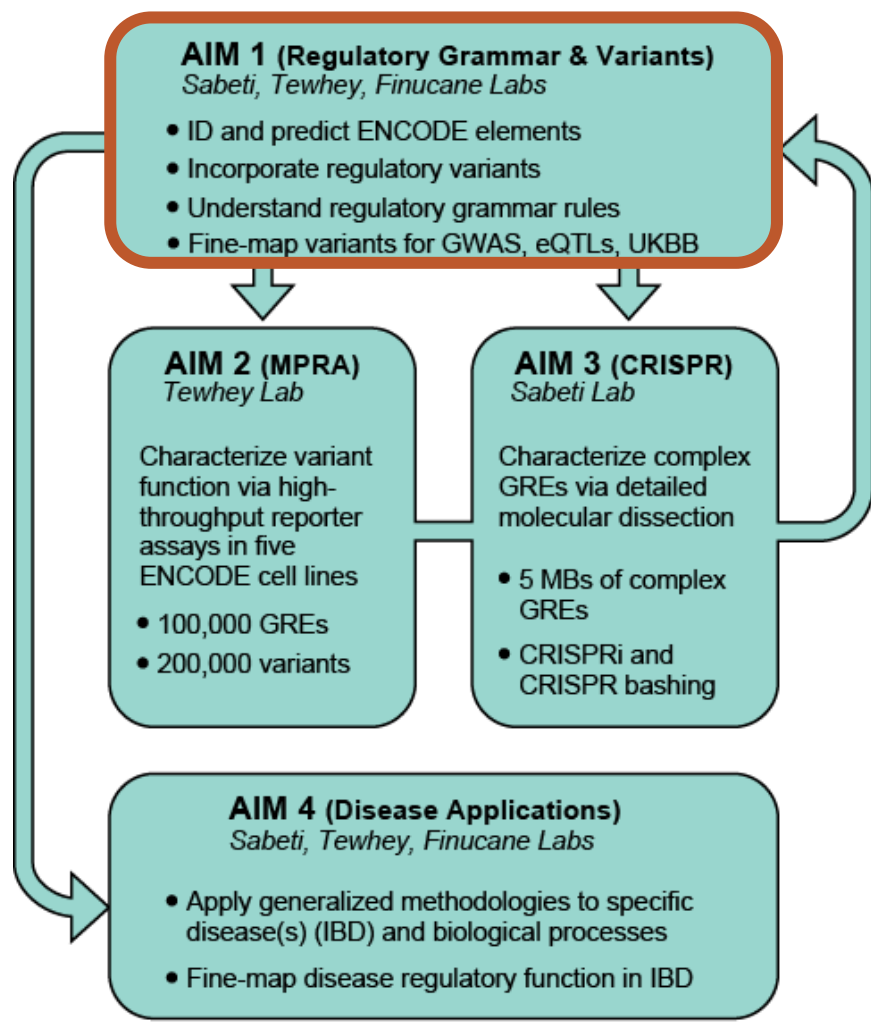 AIM 1 (Regulatory Grammar & Variants)
Sabeti, Tewhey, Finucane Labs
• ID and predict ENCODE elements
• Incorporate regulatory variants
• Understand regulatory grammar rules
• Fine-map variants for GWAS, eQTLs, UKBB
AIM 2 (MPRA)
Tewhey Lab
Characterize variant
function via high-
throughput reporter
assays in five
ENCODE cell lines
• 100,000 GREs
• 200,000 variants
AIM 3 (CRISPR)
Sabeti Lab
Characterize complex
GREs via detailed
molecular dissection
• 5 MBs of complex
GREs
• CRISPRi and
CRISPR bashing
AIM 4 (Disease Applications)
Sabeti, Tewhey, Finucane Labs
• Apply generalized methodologies to specific
disease(s) (IBD) and biological processes
• Fine-map disease regulatory function in IBD